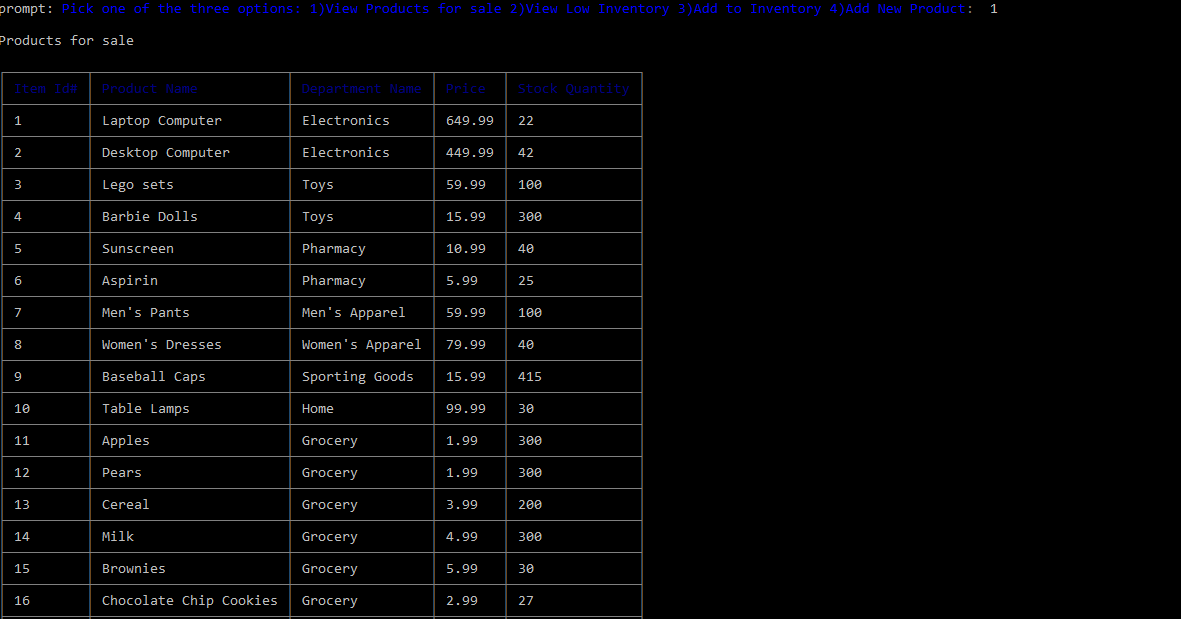 prompt: Pick one of the three options: 1)View Products for sale 2)View Low Inventory 3)Add to Inventory 4)Add New Product:  1
Products for sale
Item Id# Product Name Department Name Price Stock Quantity
1 Laptop Computer Electronics 649.99 22
2 Desktop Computer Electronics 449.99 42
3 Lego sets Toys 59.99 100
4 Barbie Dolls Toys 15.99 300
5 Sunscreen Pharmacy 10.99 40
6 Aspirin Pharmacy 5.99 25
7 Men's Pants Men's Apparel 59.99 100
8 Women's Dresses Women's Apparel 79.99 40
9 Baseball Caps Sporting Goods 15.99 415
10 Table Lamps Home 99.99 30
11 Apples Grocery 1.99 300
12 Pears Grocery 1.99 300
13 Cereal Grocery 3.99 200
14 Milk Grocery 4.99 300
15 Brownies Grocery 5.99 30
16 Chocolate Chip Cookies Grocery 2.99 27